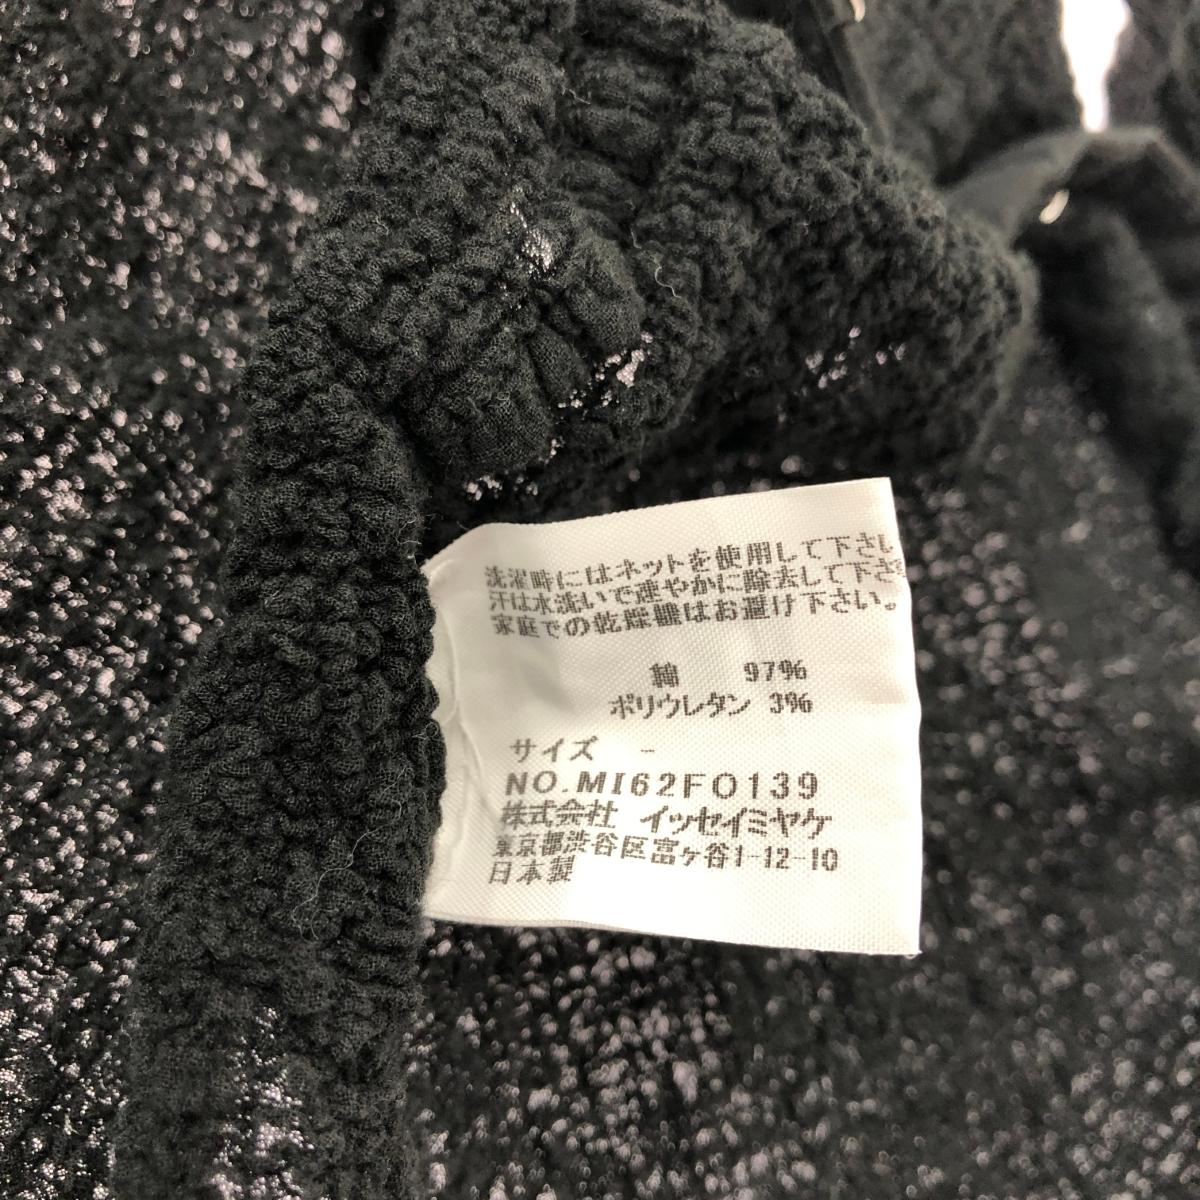 洗濯時にはネットを使用して下さい
汗は水洗いで速やかに除去して下さ
家庭での乾燥機はお避け下さい。
綿 97%
ポリウレタン 3%
サイズ -
NO.MI62FO139
株式会社 イッセイミヤケ
東京都渋谷区富ヶ谷1-12-10
日本製